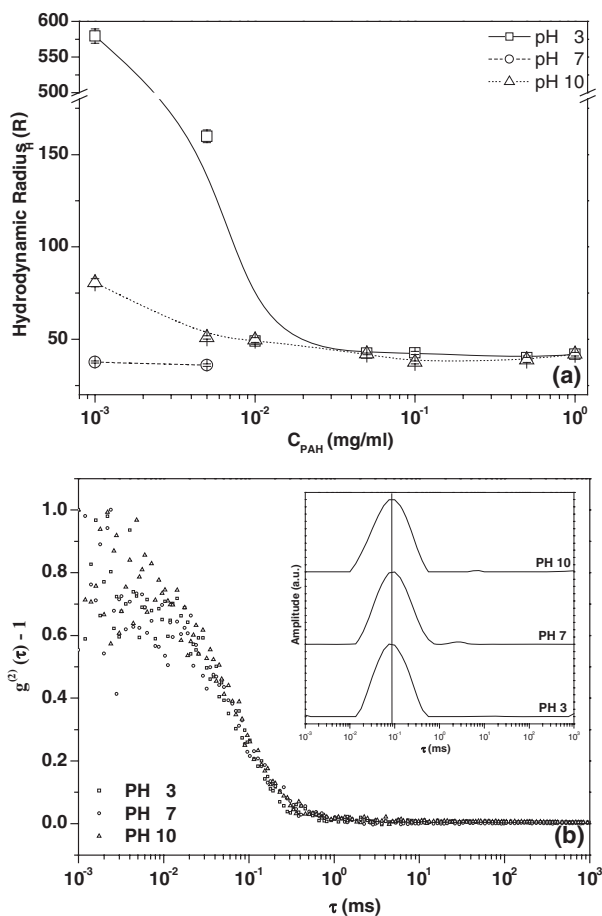 600
550
500
150
100
50
Hydrodynamic Radius (R_H)
pH 3
pH 7
pH 10
(a)
10^-3 10^-2 10^-1 10^0
C_PAH (mg/ml)
1.0
0.8
0.6
0.4
0.2
0.0
g^(2) (τ) - 1
Amplitude (a.u.)
PH 10
PH 7
PH 3
10^-3 10^-2 10^-1 10^0 10^1 10^2 10^3
τ (ms)
PH 3
PH 7
PH 10
(b)
10^-3 10^-2 10^-1 10^0 10^1 10^2 10^3
τ (ms)